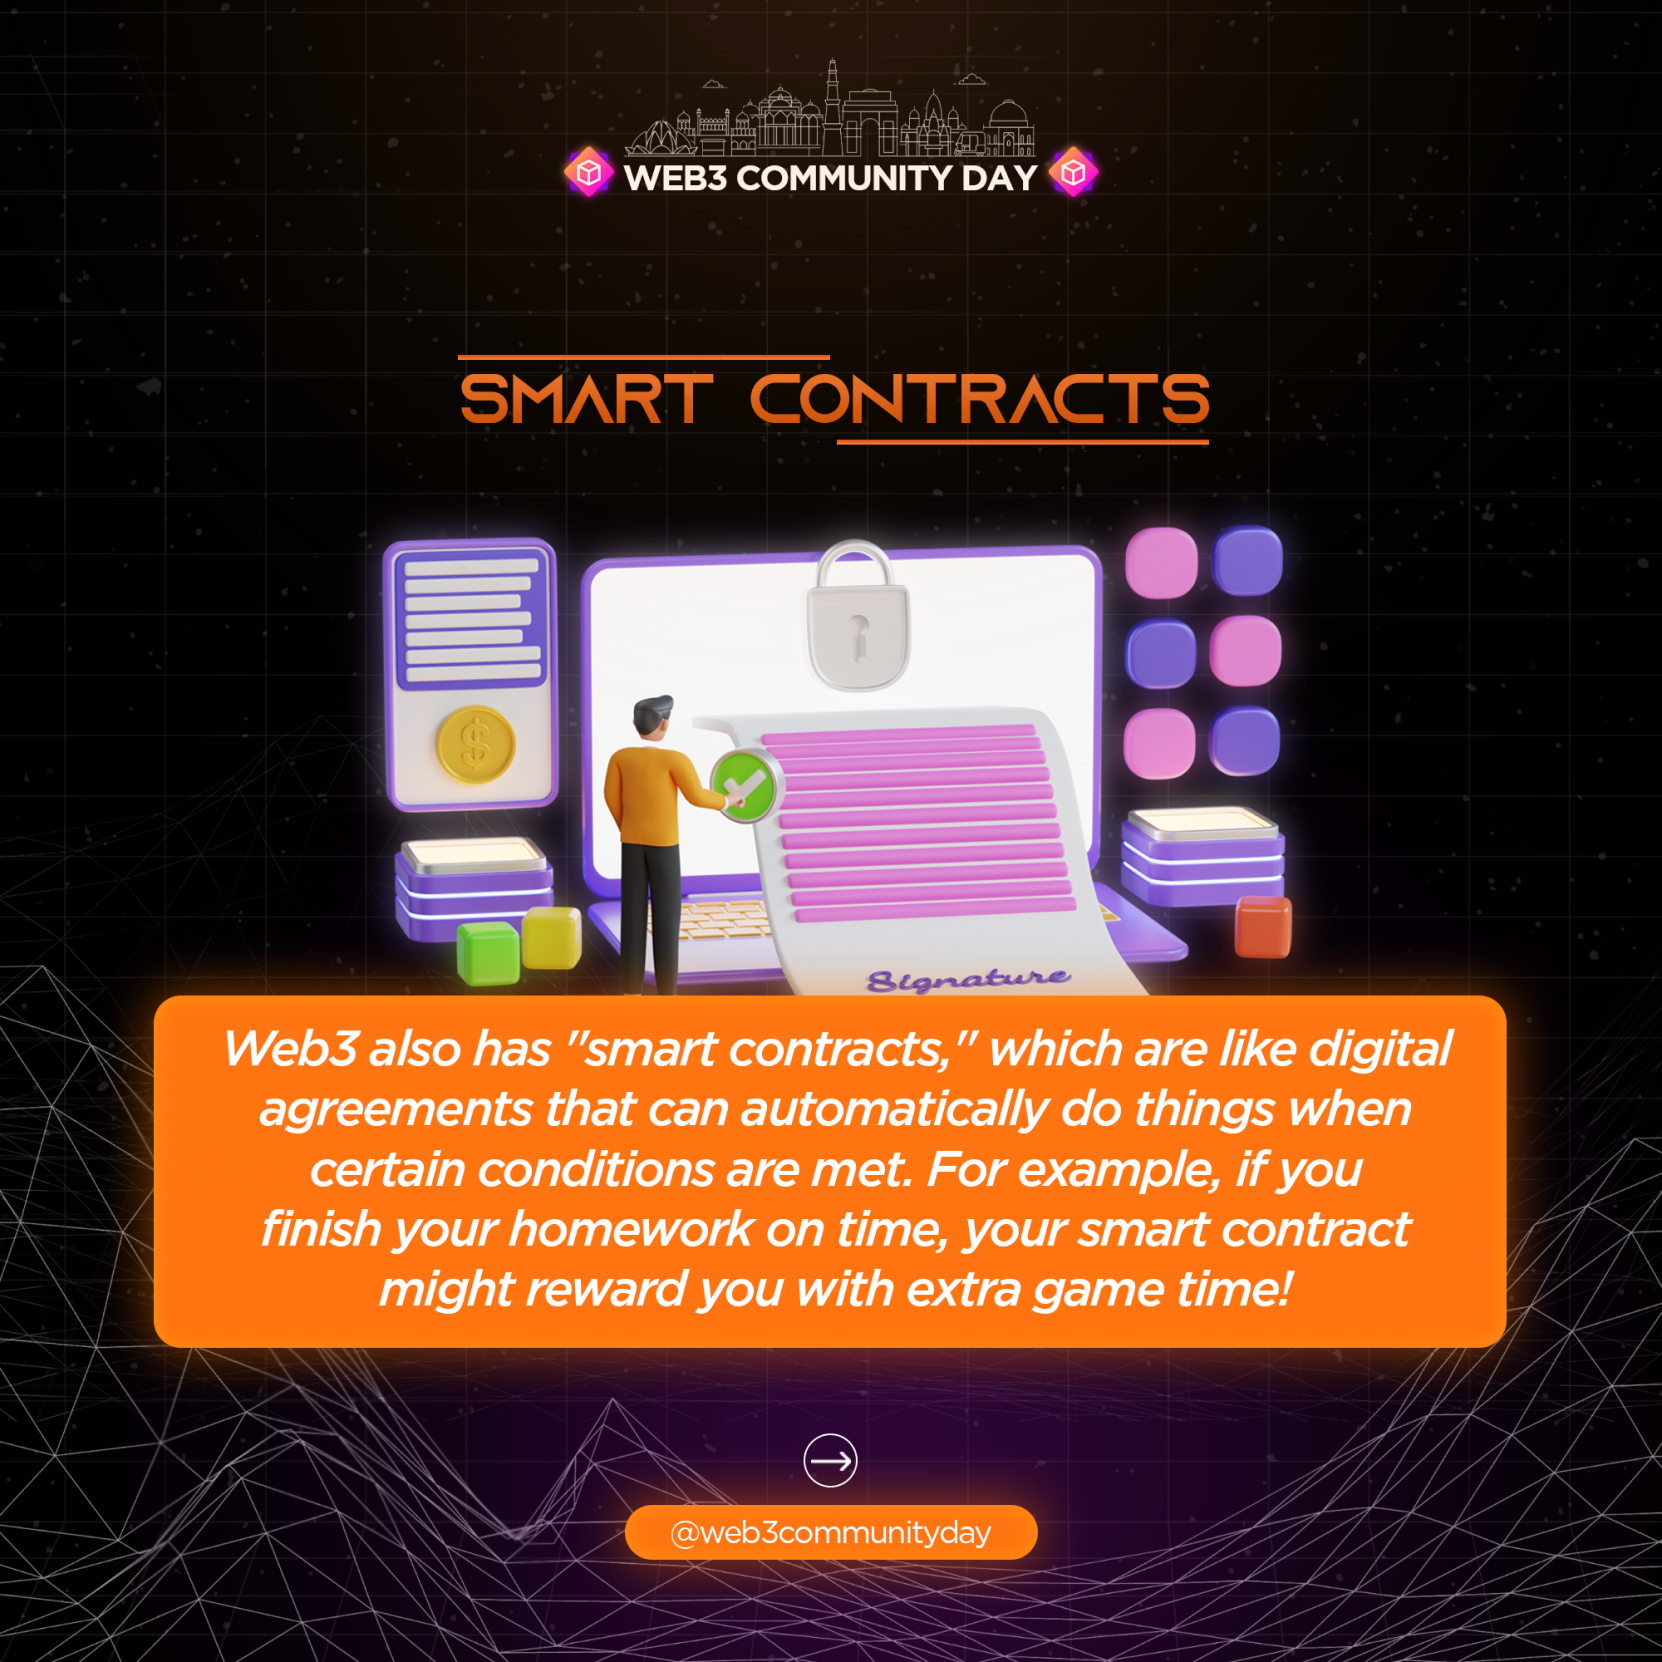 WEB3 COMMUNITY DAY
SMART CONTRACTS
$
Signature
Web3 also has "smart contracts," which are like digital
agreements that can automatically do things when
certain conditions are met. For example, if you
finish your homework on time, your smart contract
might reward you with extra game time!
@web3communityday